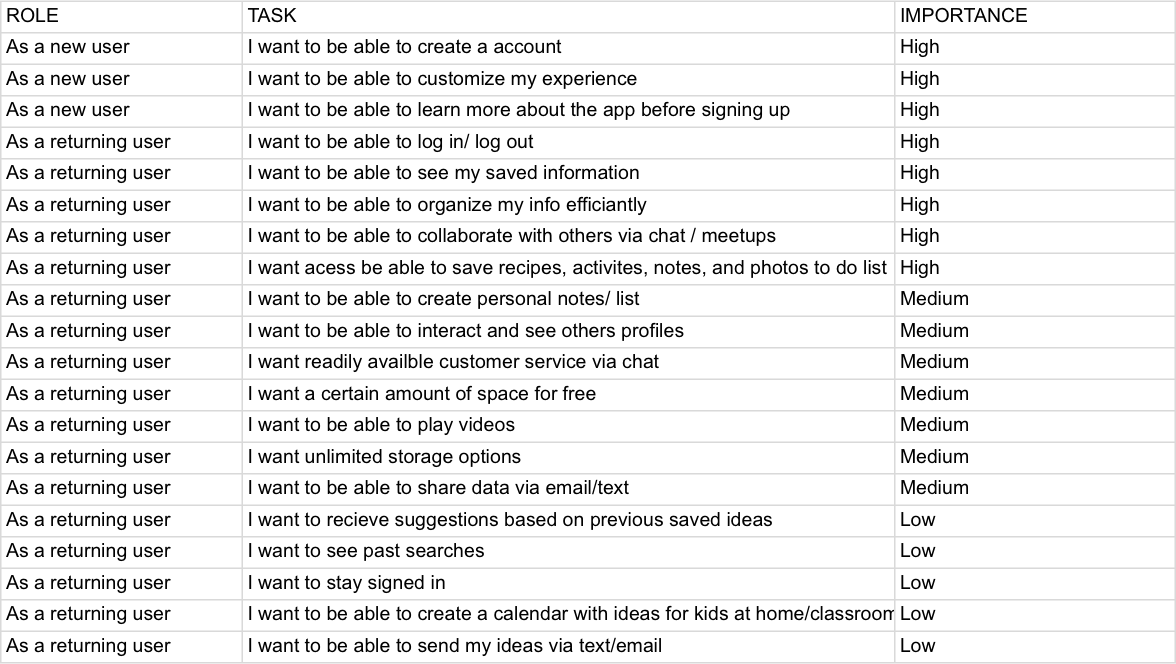 ROLE TASK IMPORTANCE
As a new user I want to be able to create a account High
As a new user I want to be able to customize my experience High
As a new user I want to be able to learn more about the app before signing up High
As a returning user I want to be able to log in/ log out High
As a returning user I want to be able to see my saved information High
As a returning user I want to be able to organize my info efficiantly High
As a returning user I want to be able to collaborate with others via chat / meetups High
As a returning user I want acess be able to save recipes, activites, notes, and photos to do list High
As a returning user I want to be able to create personal notes/ list Medium
As a returning user I want to be able to interact and see others profiles Medium
As a returning user I want readily availble customer service via chat Medium
As a returning user I want a certain amount of space for free Medium
As a returning user I want to be able to play videos Medium
As a returning user I want unlimited storage options Medium
As a returning user I want to be able to share data via email/text Medium
As a returning user I want to recieve suggestions based on previous saved ideas Low
As a returning user I want to see past searches Low
As a returning user I want to stay signed in Low
As a returning user I want to be able to create a calendar with ideas for kids at home/classroom Low
As a returning user I want to be able to send my ideas via text/email Low